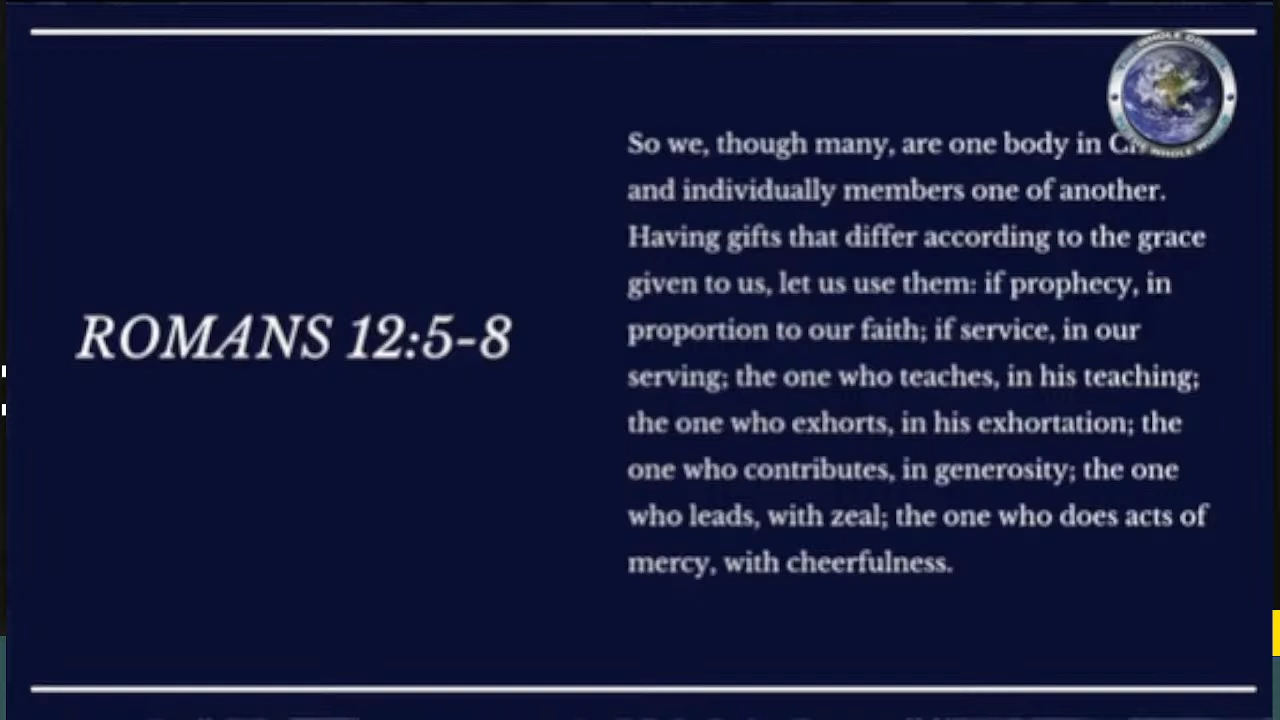 ROMANS 12:5-8
So we, though many, are one body in
and individually members one of another.
Having gifts that differ according to the grace
given to us, let us use them: if prophecy, in
proportion to our faith; if service, in our
serving; the one who teaches, in his teaching;
the one who exhorts, in his exhortation; the
one who contributes, in generosity; the one
who leads, with zeal; the one who does acts of
mercy, with cheerfulness.